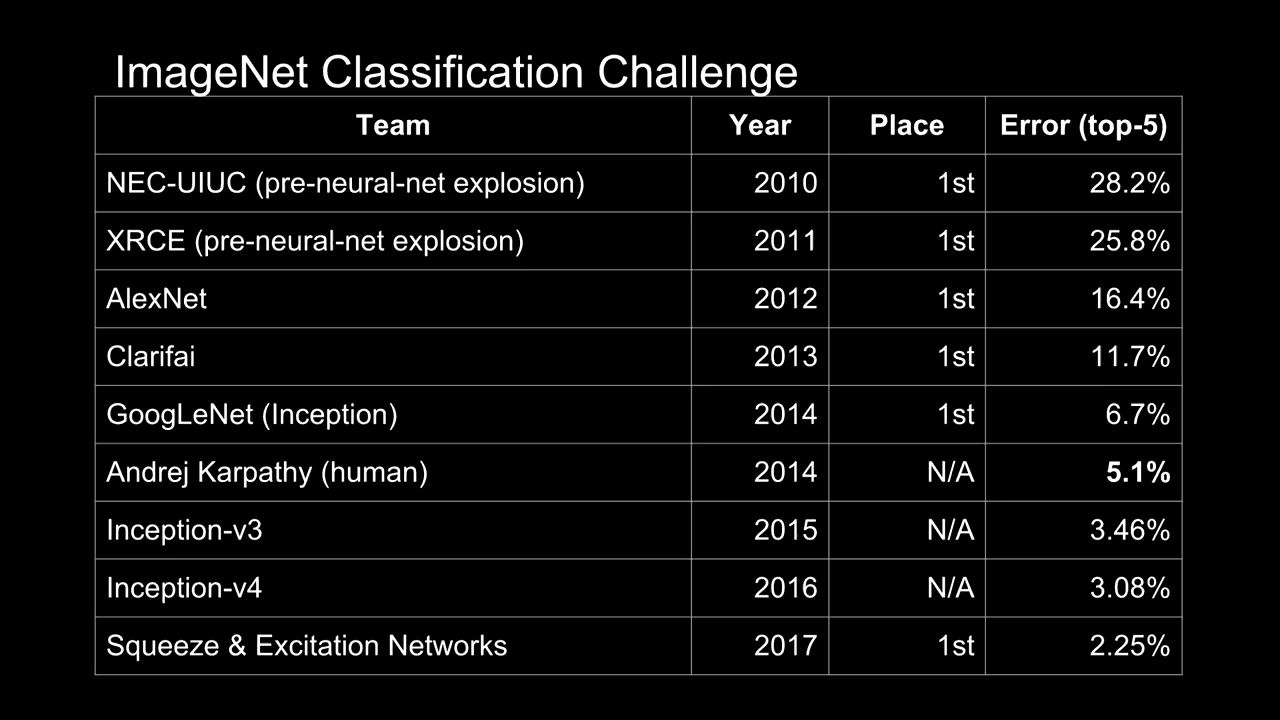 ImageNet Classification Challenge
Team Year Place Error (top-5)
NEC-UIUC (pre-neural-net explosion) 2010 1st 28.2%
XRCE (pre-neural-net explosion) 2011 1st 25.8%
AlexNet 2012 1st 16.4%
Clarifai 2013 1st 11.7%
GoogLeNet (Inception) 2014 1st 6.7%
Andrej Karpathy (human) 2014 N/A 5.1%
Inception-v3 2015 N/A 3.46%
Inception-v4 2016 N/A 3.08%
Squeeze & Excitation Networks 2017 1st 2.25%